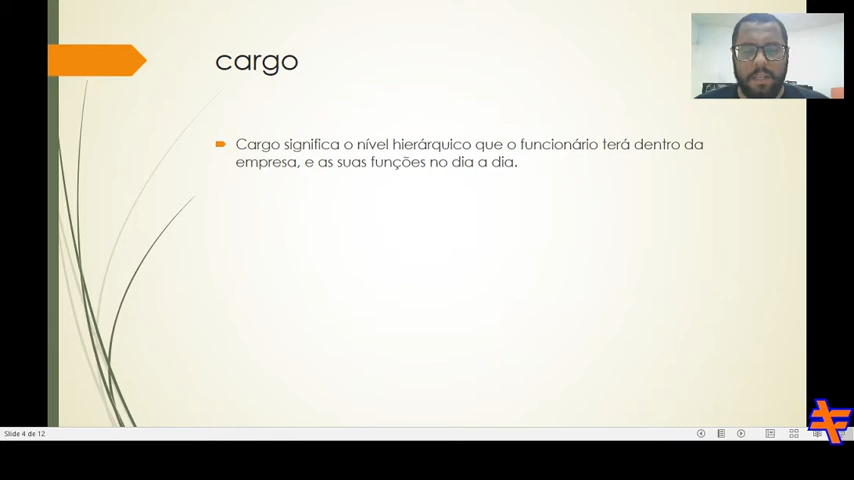 cargo
Cargo significa o nível hierárquico que o funcionário terá dentro da
empresa, e as suas funções no dia a dia.
Slide 4 de 12